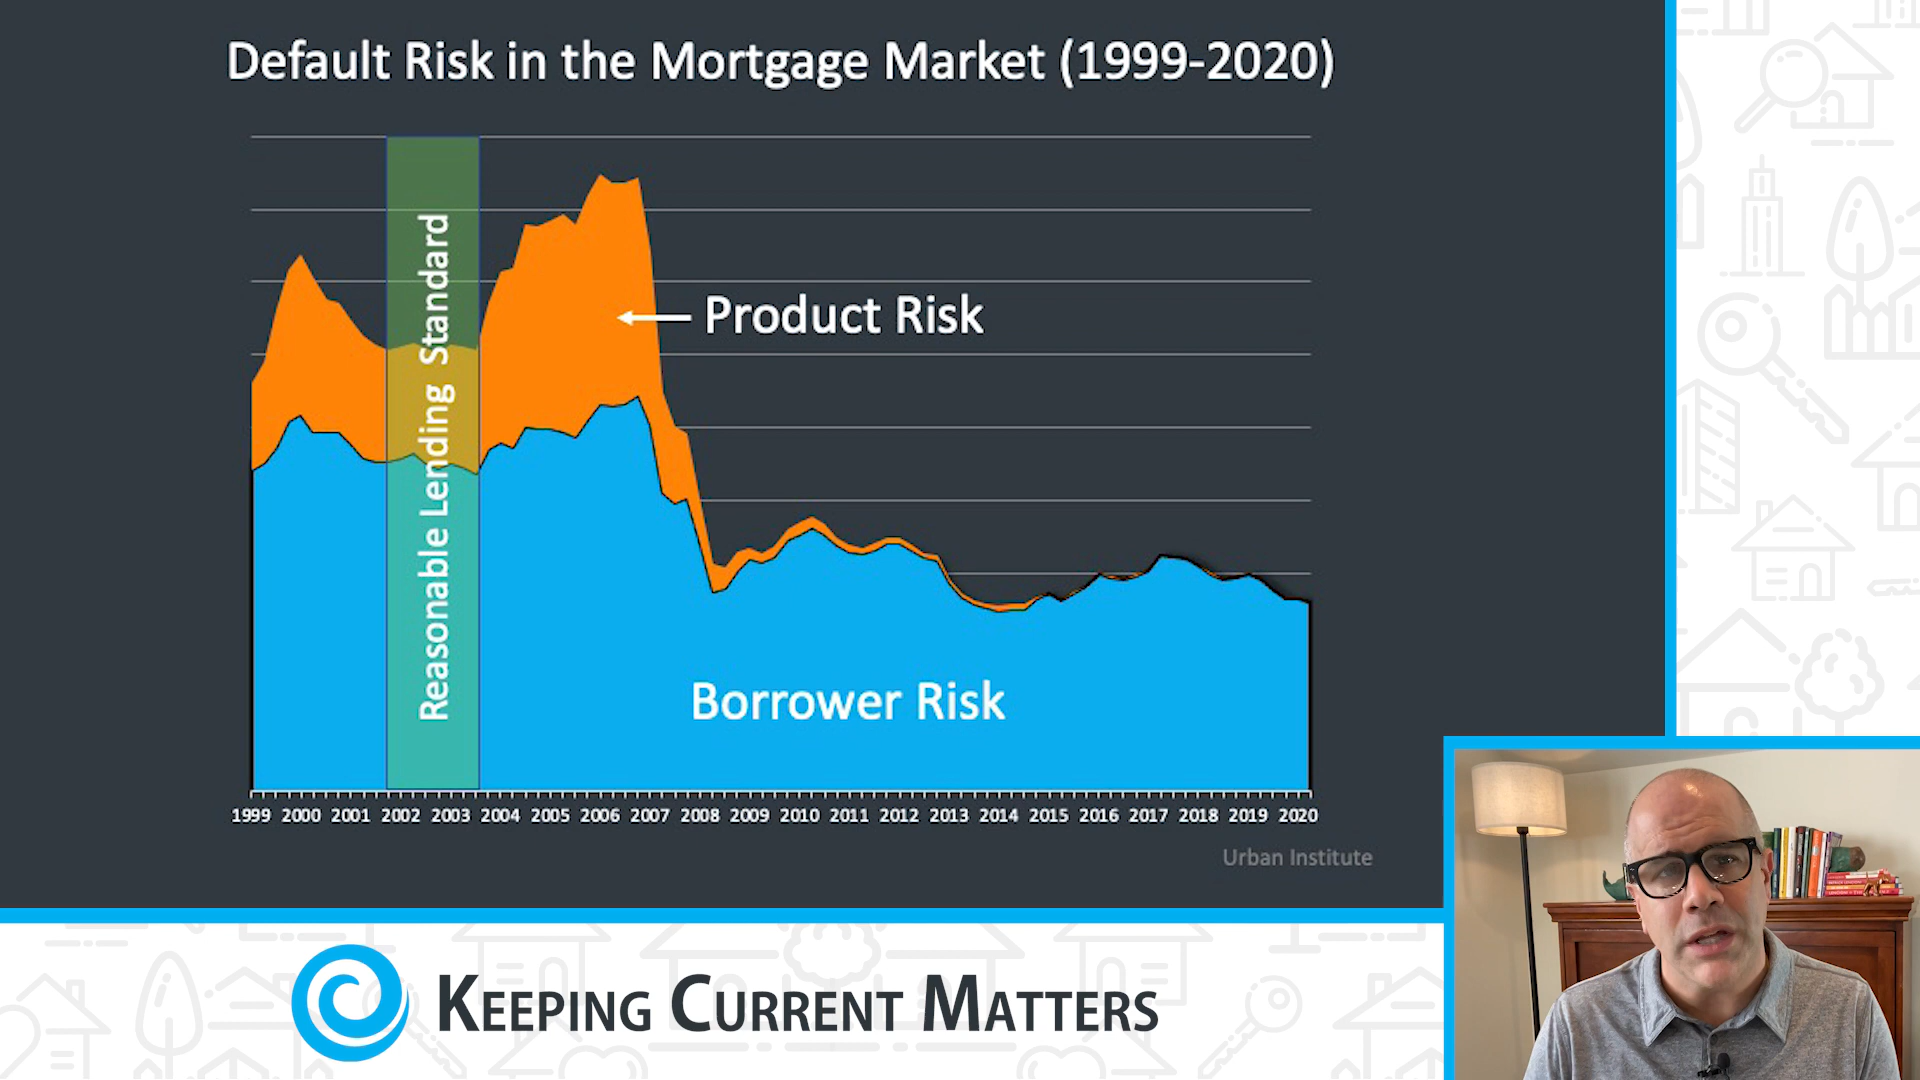 Default Risk in the Mortgage Market (1999-2020)
Reasonable Lending Standard
Product Risk
Borrower Risk
1999 2000 2001 2002 2003 2004 2005 2006 2007 2008 2009 2010 2011 2012 2013 2014 2015 2016 2017 2018 2019 2020
Urban Institute
KEEPING CURRENT MATTERS